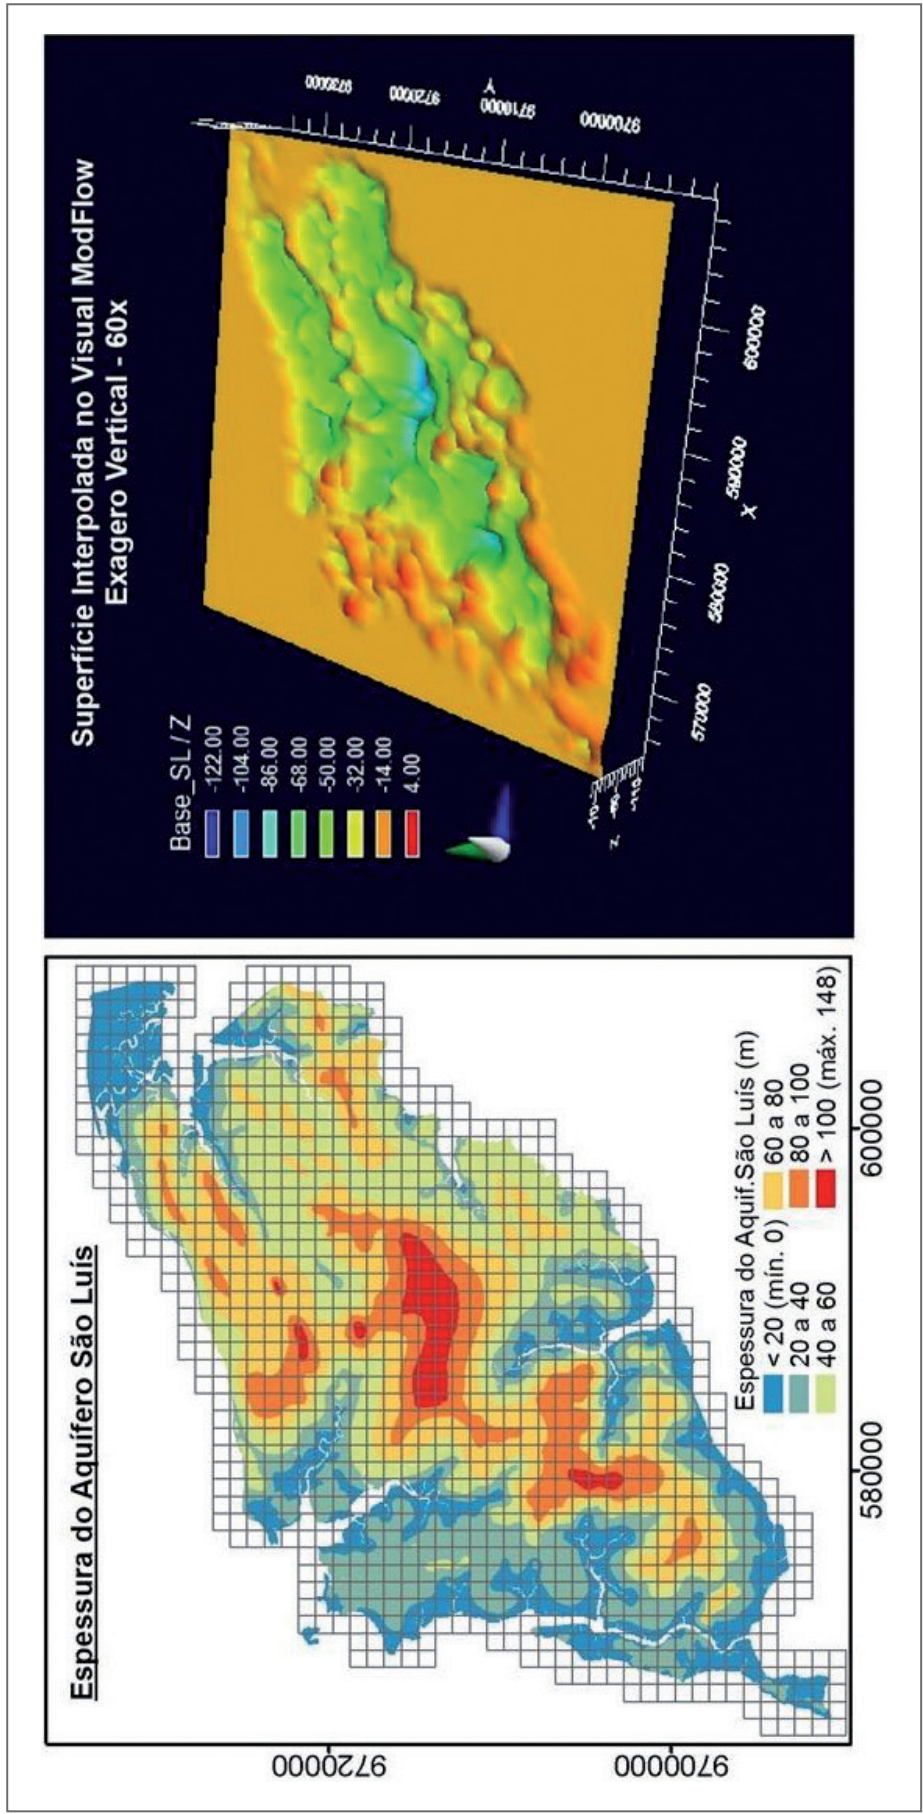 Espessura do Aquífero São Luís
9720000
9700000
580000
600000
Espessura do Aquif.São Luís (m)
< 20 (mín. 0)
20 a 40
40 a 60
60 a 80
80 a 100
> 100 (máx. 148)
Superfície Interpolada no Visual ModFlow
Exagero Vertical - 60x
Base_SL / Z
-122.00
-104.00
-86.00
-68.00
-50.00
-32.00
-14.00
4.00
9730000
9720000
9710000
9700000
Y
570000
580000
590000
600000
X
Z
-10
-110